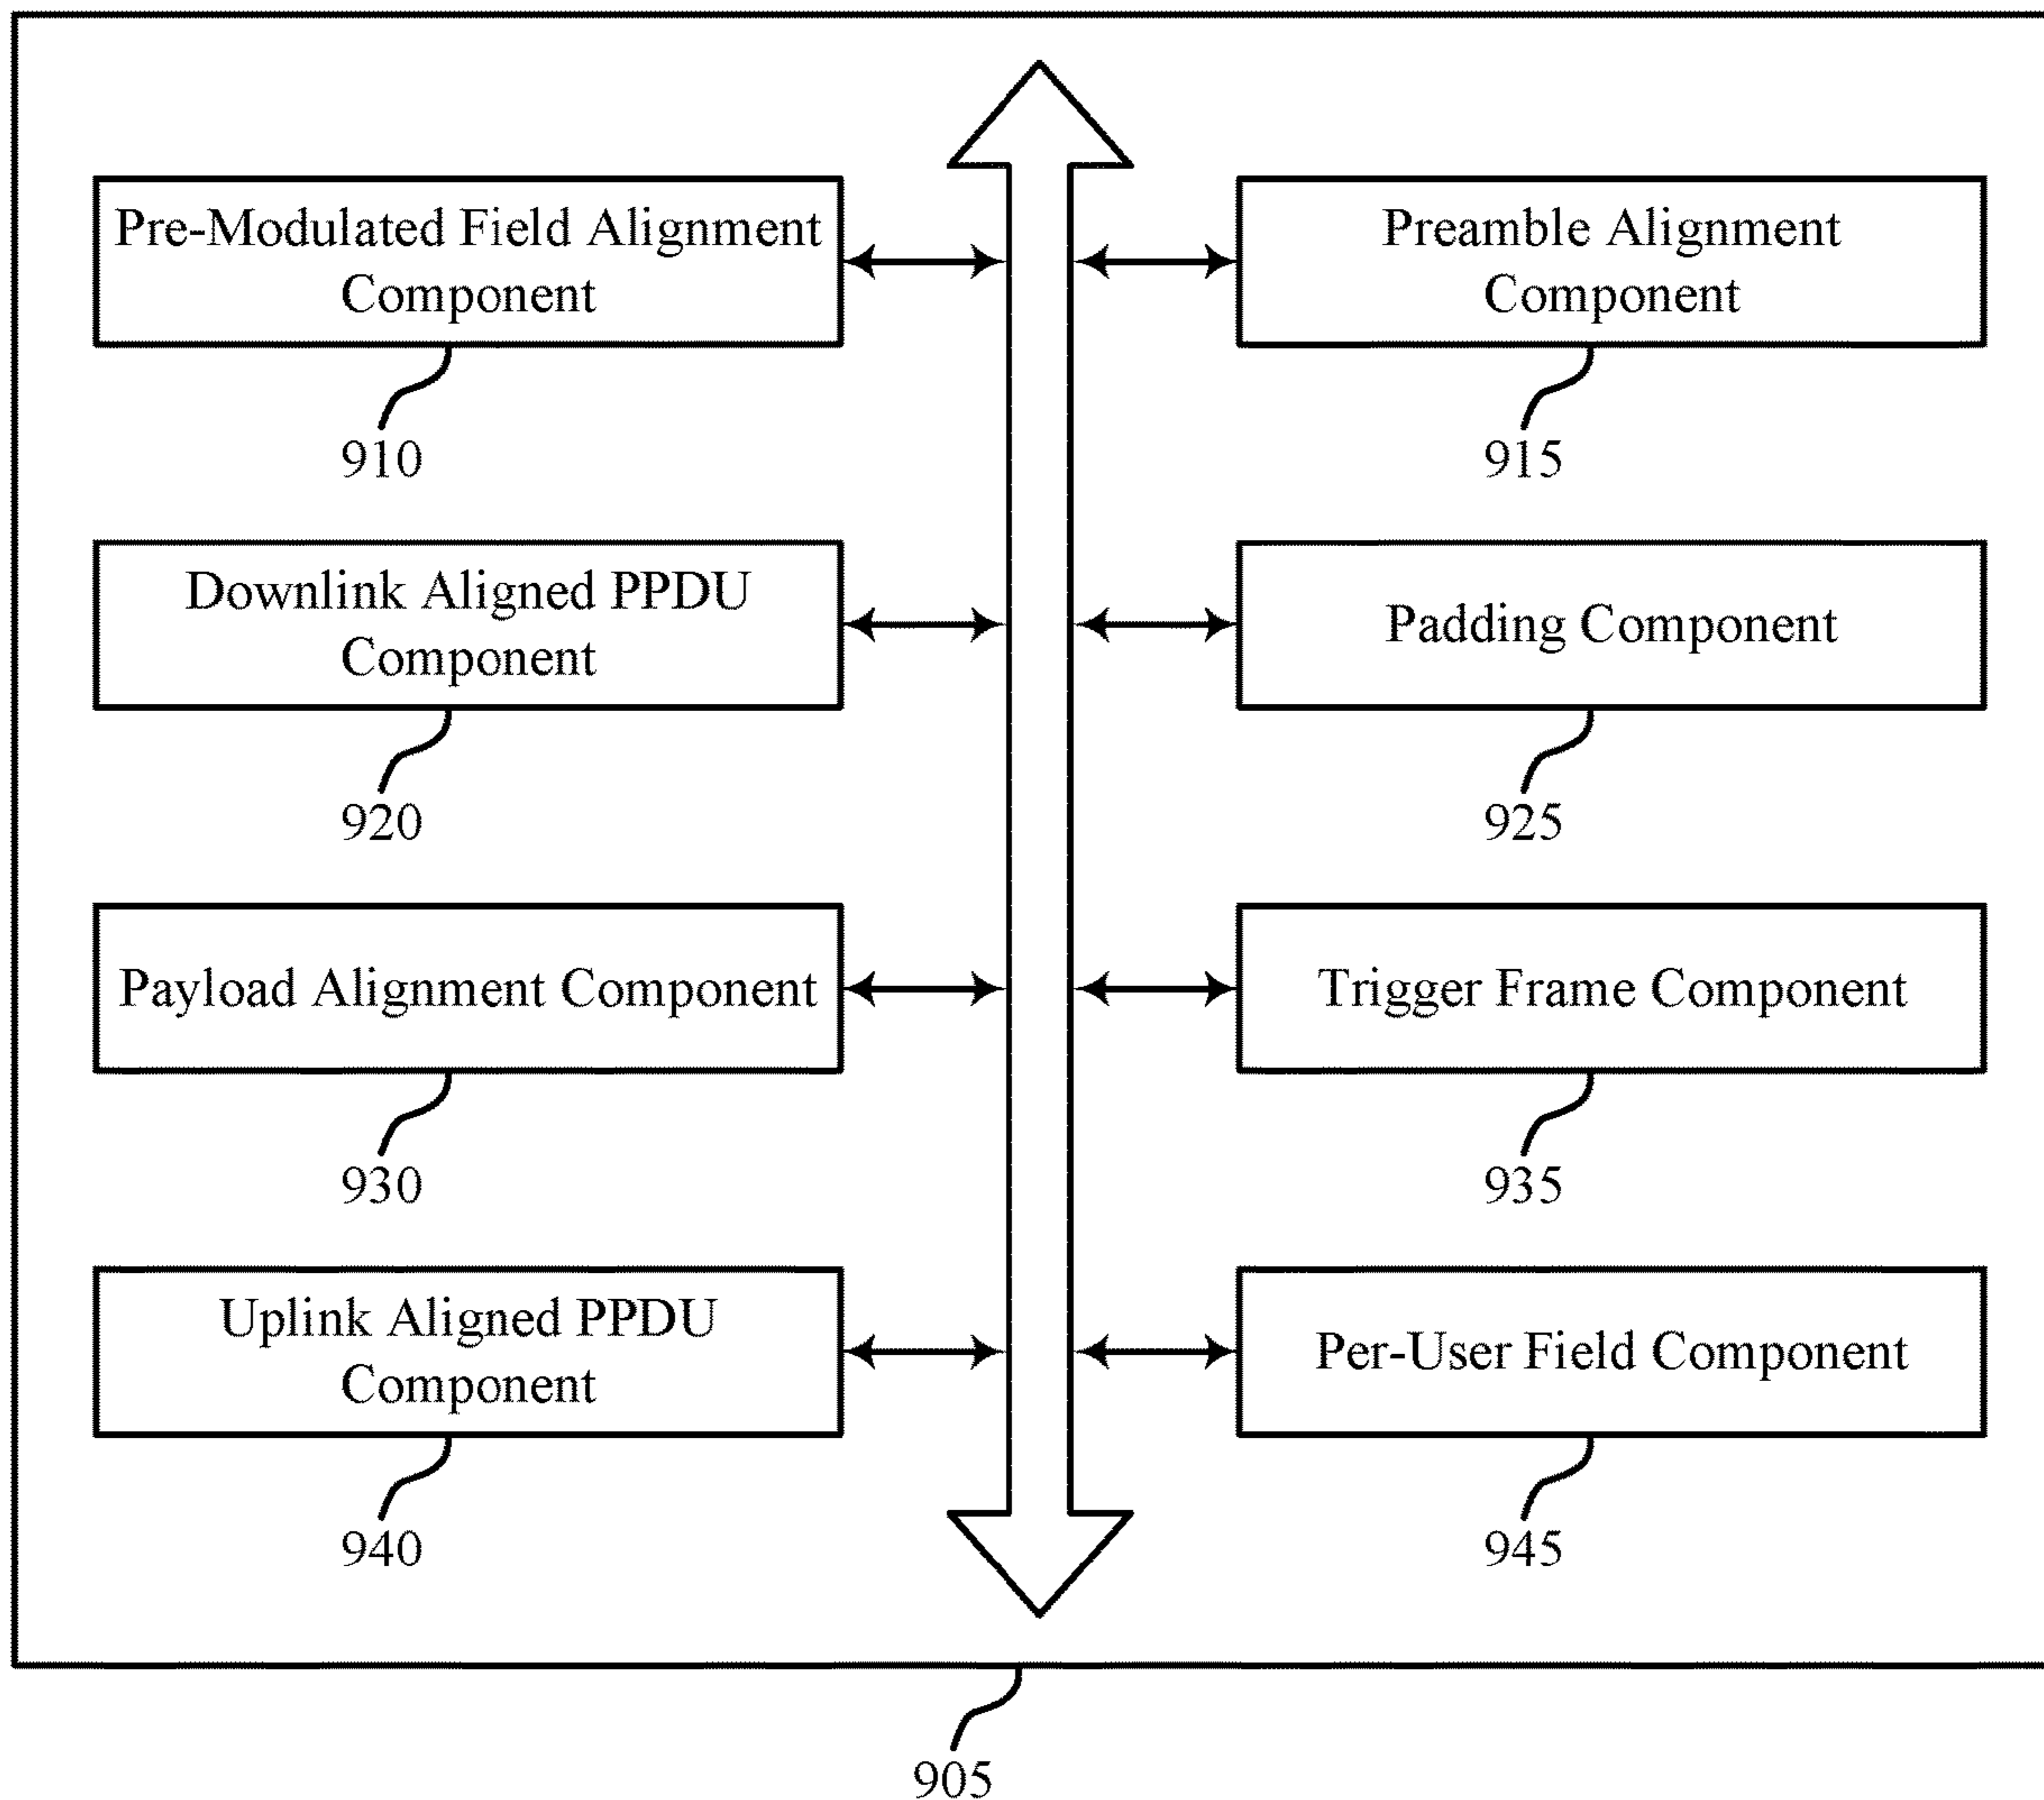 Pre-Modulated Field Alignment
Component
910
Preamble Alignment
Component
915
Downlink Aligned PPDU
Component
920
Padding Component
925
Payload Alignment Component
930
Trigger Frame Component
935
Uplink Aligned PPDU
Component
940
Per-User Field Component
945
905